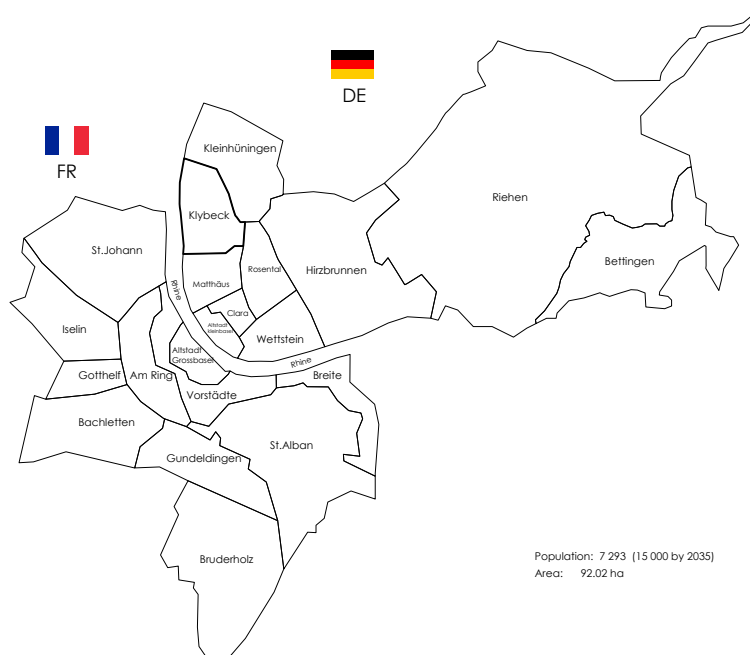 DE
FR
Kleinhüningen
Riehen
Klybeck
St.Johann
Bettingen
Rosental
Hirzbrunnen
Matthäus
Rhine
Clara
Iselin
Altstadt
Kleinbasel
Wettstein
Altstadt
Grossbasel
Rhine
Gotthelf
Am Ring
Breite
Vorstädte
Bachletten
St.Alban
Gundeldingen
Bruderholz
Population: 7 293 (15 000 by 2035)
Area: 92.02 ha